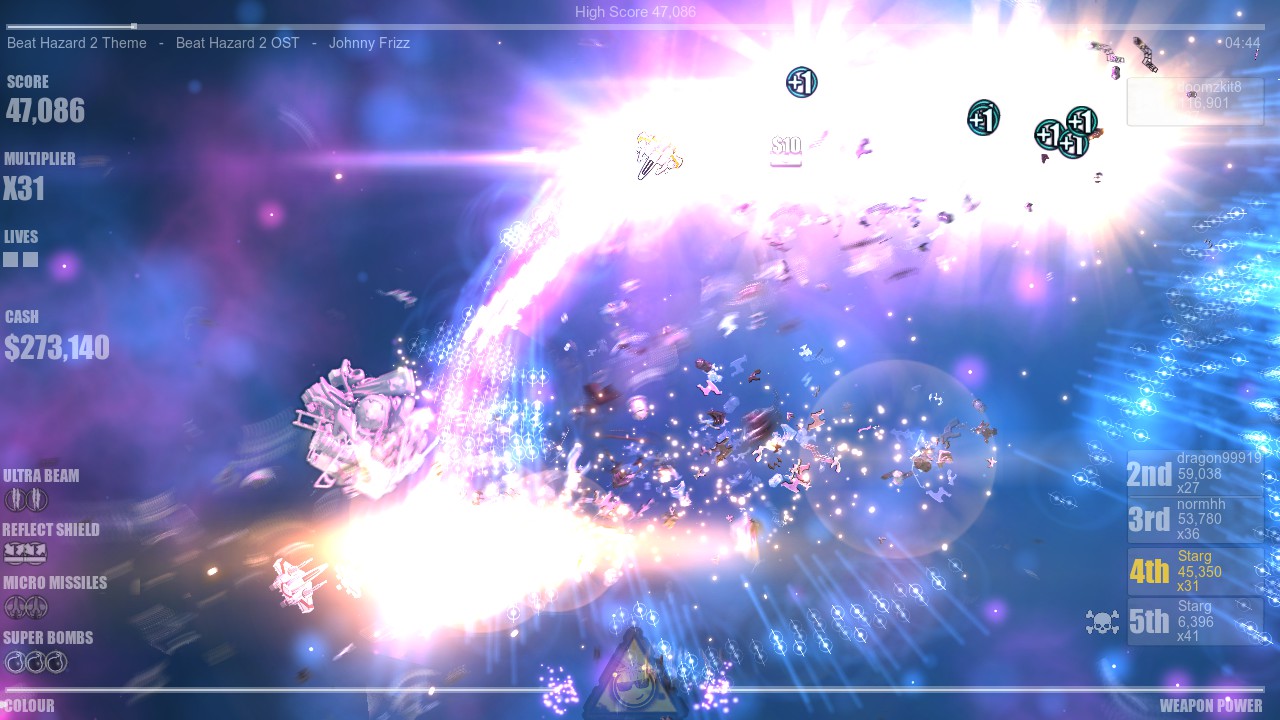 High Score 47,086
Beat Hazard 2 Theme - Beat Hazard 2 OST - Johnny Frizz
04:44
SCORE
47,086
MULTIPLIER
X31
LIVES
CASH
$273,140
+1
+1
+1
+1
+1
$10
ULTRA BEAM
REFLECT SHIELD
MICRO MISSILES
SUPER BOMBS
2nd
dragon99919
59,038
x27
3rd
normhh
53,780
x36
4th
Starg
45,350
x31
5th
Starg
6,396
x41
COLOUR
WEAPON POWER